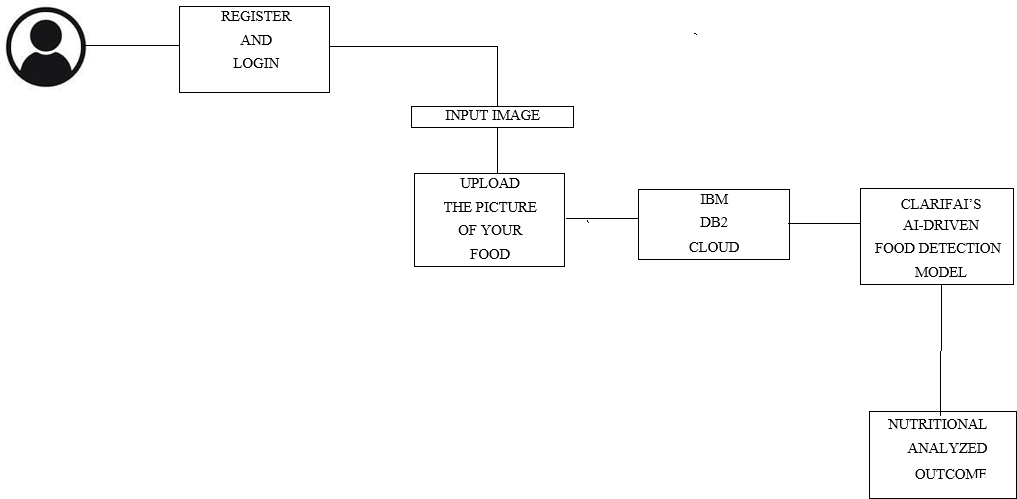 REGISTER
AND
LOGIN
INPUT IMAGE
UPLOAD
THE PICTURE
OF YOUR
FOOD
IBM
DB2
CLOUD
CLARIFAI’S
AI-DRIVEN
FOOD DETECTION
MODEL
NUTRITIONAL
ANALYZED
OUTCOME